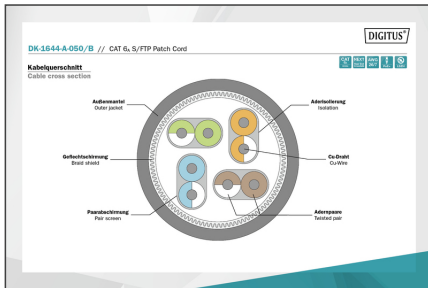 DIGITUS
DK-1644-A-050/B // CAT 6A S/FTP Patch Cord
Kabelquerschnitt
Cable cross section
Außenmantel
Outer jacket
Aderisolierung
Isolation
Geflechtschirmung
Braid shield
Cu-Draht
Cu-Wire
Paarabschirmung
Pair screen
Adernpaare
Twisted pair